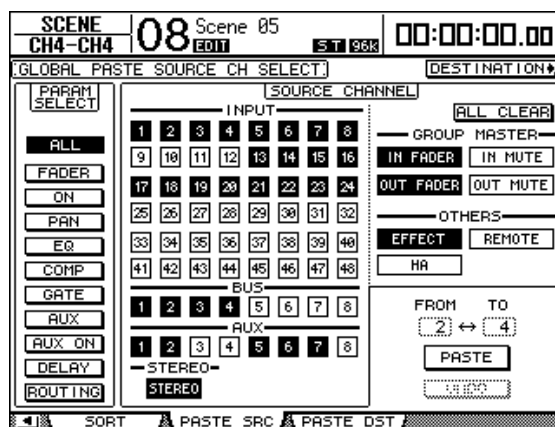 SCENE
CH4-CH4
08 Scene 05
EDIT
ST 96k
00:00:00.00
GLOBAL PASTE SOURCE CH SELECT
DESTINATION
PARAM SELECT
ALL
FADER
ON
PAN
EQ
COMP
GATE
AUX
AUX ON
DELAY
ROUTING
SOURCE CHANNEL
INPUT
1 2 3 4 5 6 7 8
9 10 11 12 13 14 15 16
17 18 19 20 21 22 23 24
25 26 27 28 29 30 31 32
33 34 35 36 37 38 39 40
41 42 43 44 45 46 47 48
BUS
1 2 3 4 5 6 7 8
AUX
1 2 3 4 5 6 7 8
STEREO
STEREO
ALL CLEAR
GROUP MASTER
IN FADER IN MUTE
OUT FADER OUT MUTE
OTHERS
EFFECT REMOTE
HA
FROM TO
2 ↔ 4
PASTE
UNDO
SORT PASTE SRC PASTE DST